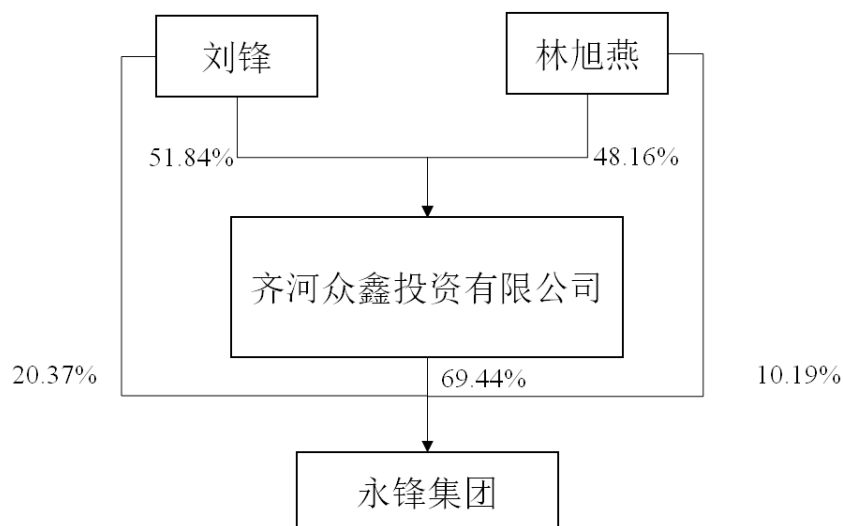 刘锋
林旭燕
51.84%
48.16%
齐河众鑫投资有限公司
20.37%
69.44%
10.19%
永锋集团